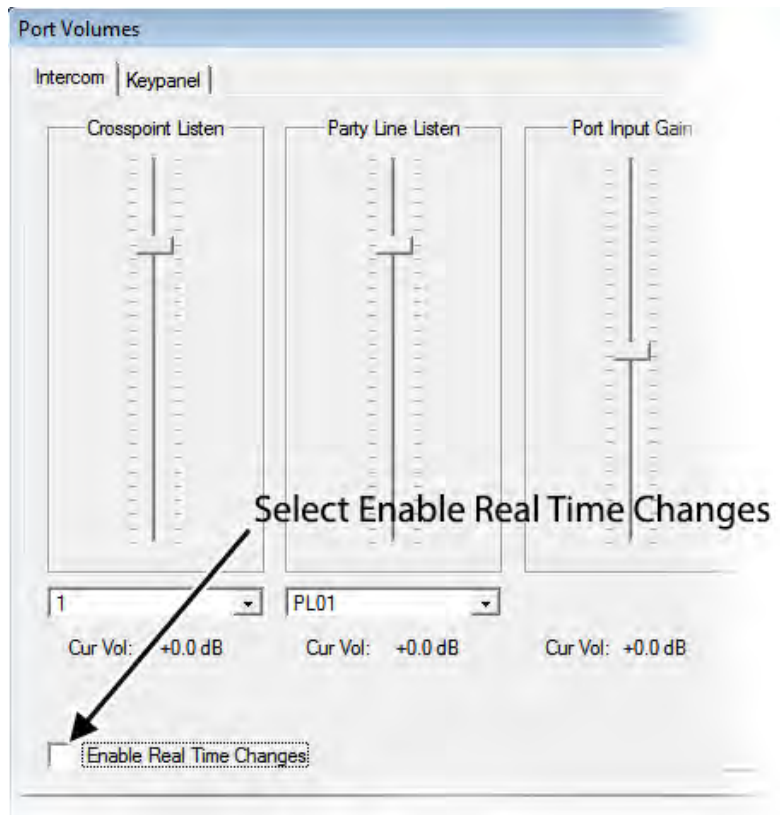 Port Volumes
Intercom
Keypanel
Crosspoint Listen
Party Line Listen
Port Input Gain
Select Enable Real Time Changes
1
PL01
Cur Vol: +0.0 dB
Cur Vol: +0.0 dB
Cur Vol: +0.0 dB
Enable Real Time Changes